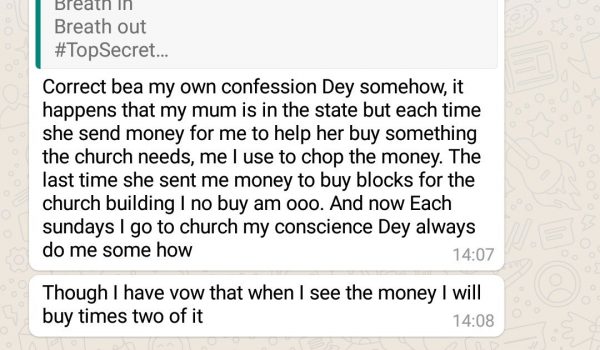 Breath in
Breath out
#TopSecret...
Correct bea my own confession Dey somehow, it
happens that my mum is in the state but each time
she send money for me to help her buy something
the church needs, me I use to chop the money. The
last time she sent me money to buy blocks for the
church building I no buy am ooo. And now Each
sundays I go to church my conscience Dey always
do me some how
14:07
Though I have vow that when I see the money I will
buy times two of it
14:08